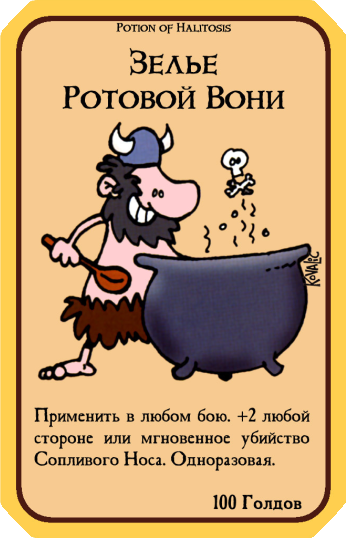 Potion of Halitosis
Зелье
Ротовой Вони
Kovalic
Применить в любом бою. +2 любой
стороне или мгновенное убийство
Сопливого Носа. Одноразовая.
100 Голдов